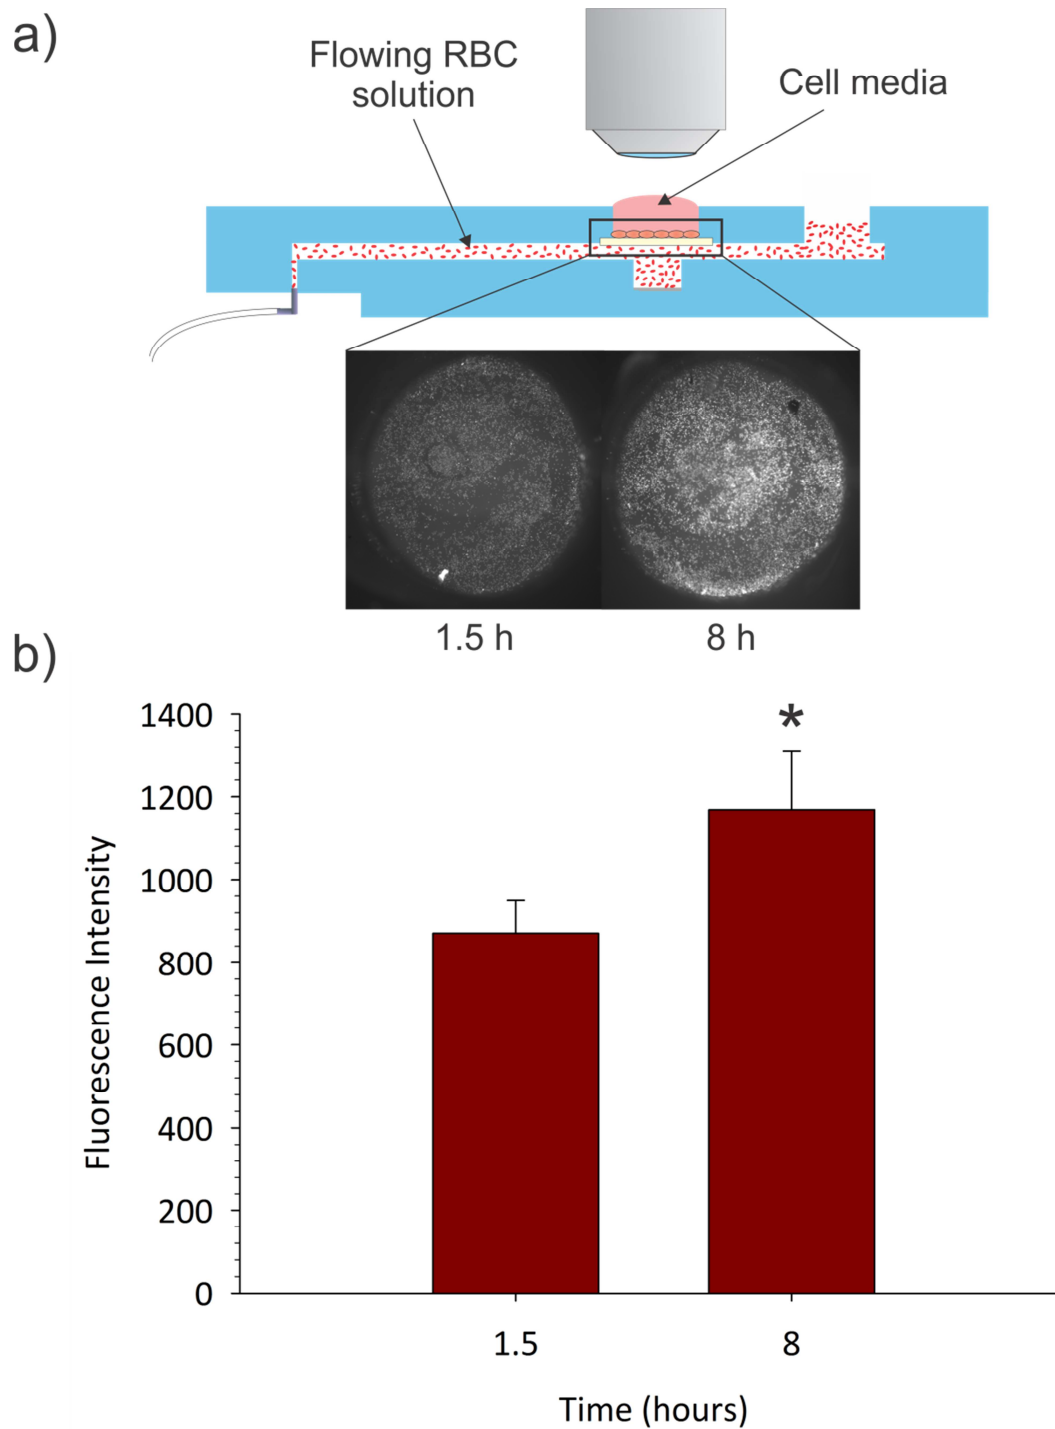 a)
Flowing RBC
solution
Cell media
1.5 h
8 h
b)
1400
1200
1000
800
600
400
200
0
Fluorescence Intensity
*
1.5
8
Time (hours)